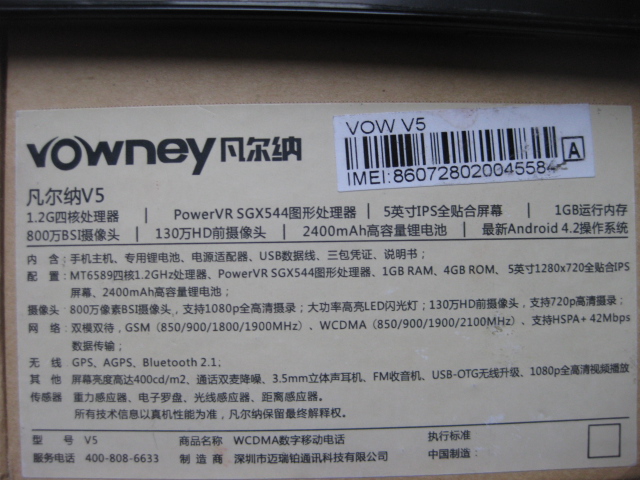 vowney凡尔纳
VOW V5
IMEI:860728020045584
A
凡尔纳V5
1.2G四核处理器 | PowerVR SGX544图形处理器 | 5英寸IPS全贴合屏幕 | 1GB运行内存
800万BSI摄像头 | 130万HD前摄像头 | 2400mAh高容量锂电池 | 最新Android 4.2操作系统
内 含：手机主机、专用锂电池、电源适配器、USB数据线、三包凭证、说明书；
配 置：MT6589四核1.2GHz处理器、PowerVR SGX544图形处理器、1GB RAM、4GB ROM、5英寸1280x720全贴合IPS
屏幕、2400mAh高容量锂电池；
摄像头：800万像素BSI摄像头，支持1080p全高清摄录；大功率高亮LED闪光灯；130万HD前摄像头，支持720p高清摄录；
网 络：双模双待，GSM（850/900/1800/1900MHz）、WCDMA（850/900/1900/2100MHz）、支持HSPA+ 42Mbps
数据网络；
无 线 GPS、AGPS、Bluetooth 2.1；
其 他 屏幕亮度高达400cd/m2、通话双麦降噪、3.5mm立体声耳机、FM收音机、USB-OTG无线升级、1080p全高清视频播放
传感器 重力感应器、电子罗盘、光线感应器、距离感应器。
所有技术信息以真机性能为准，凡尔纳保留最终解释权。
型 号 V5 商品名称 WCDMA数字移动电话 执行标准
服务电话 400-808-6633 制 造 商 深圳市迈瑞铂通讯科技有限公司 中国制造：